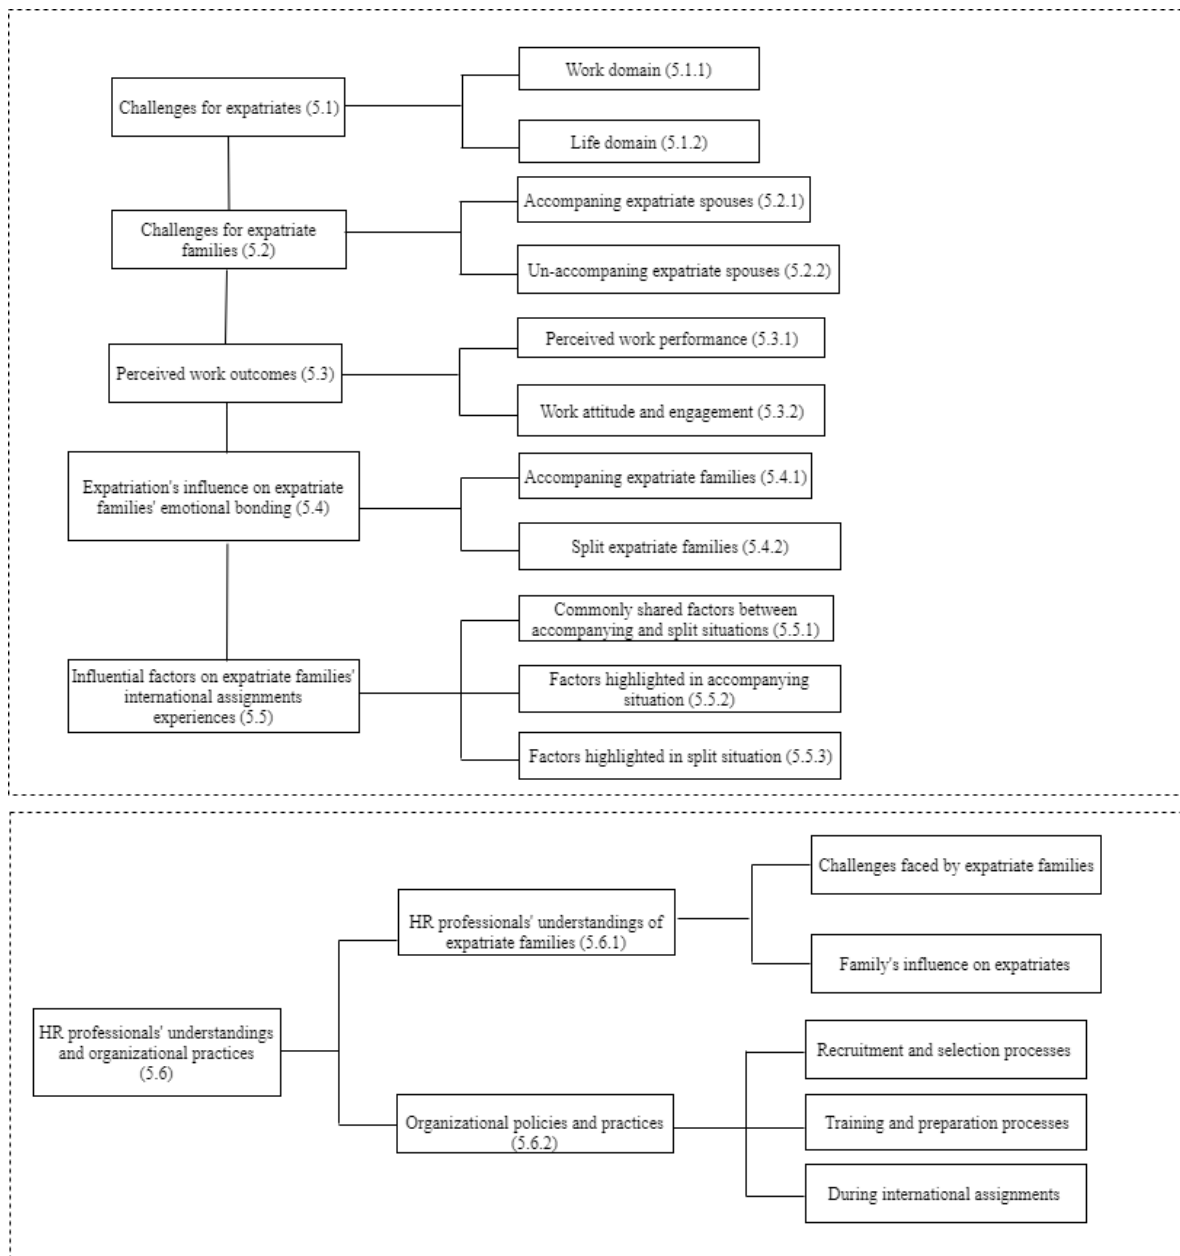 Challenges for expatriates (5.1)
Work domain (5.1.1)
Life domain (5.1.2)
Challenges for expatriate
families (5.2)
Accompaning expatriate spouses (5.2.1)
Un-accompaning expatriate spouses (5.2.2)
Perceived work outcomes (5.3)
Perceived work performance (5.3.1)
Work attitude and engagement (5.3.2)
Expatriation's influence on expatriate
families' emotional bonding (5.4)
Accompaning expatriate families (5.4.1)
Split expatriate families (5.4.2)
Influential factors on expatriate families'
international assignments
experiences (5.5)
Commonly shared factors between
accompanying and split situations (5.5.1)
Factors highlighted in accompanying
situation (5.5.2)
Factors highlighted in split situation (5.5.3)
HR professionals' understandings
and organizational practices
(5.6)
HR professionals' understandings of
expatriate families (5.6.1)
Challenges faced by expatriate families
Family's influence on expatriates
Organizational policies and practices
(5.6.2)
Recruitment and selection processes
Training and preparation processes
During international assignments